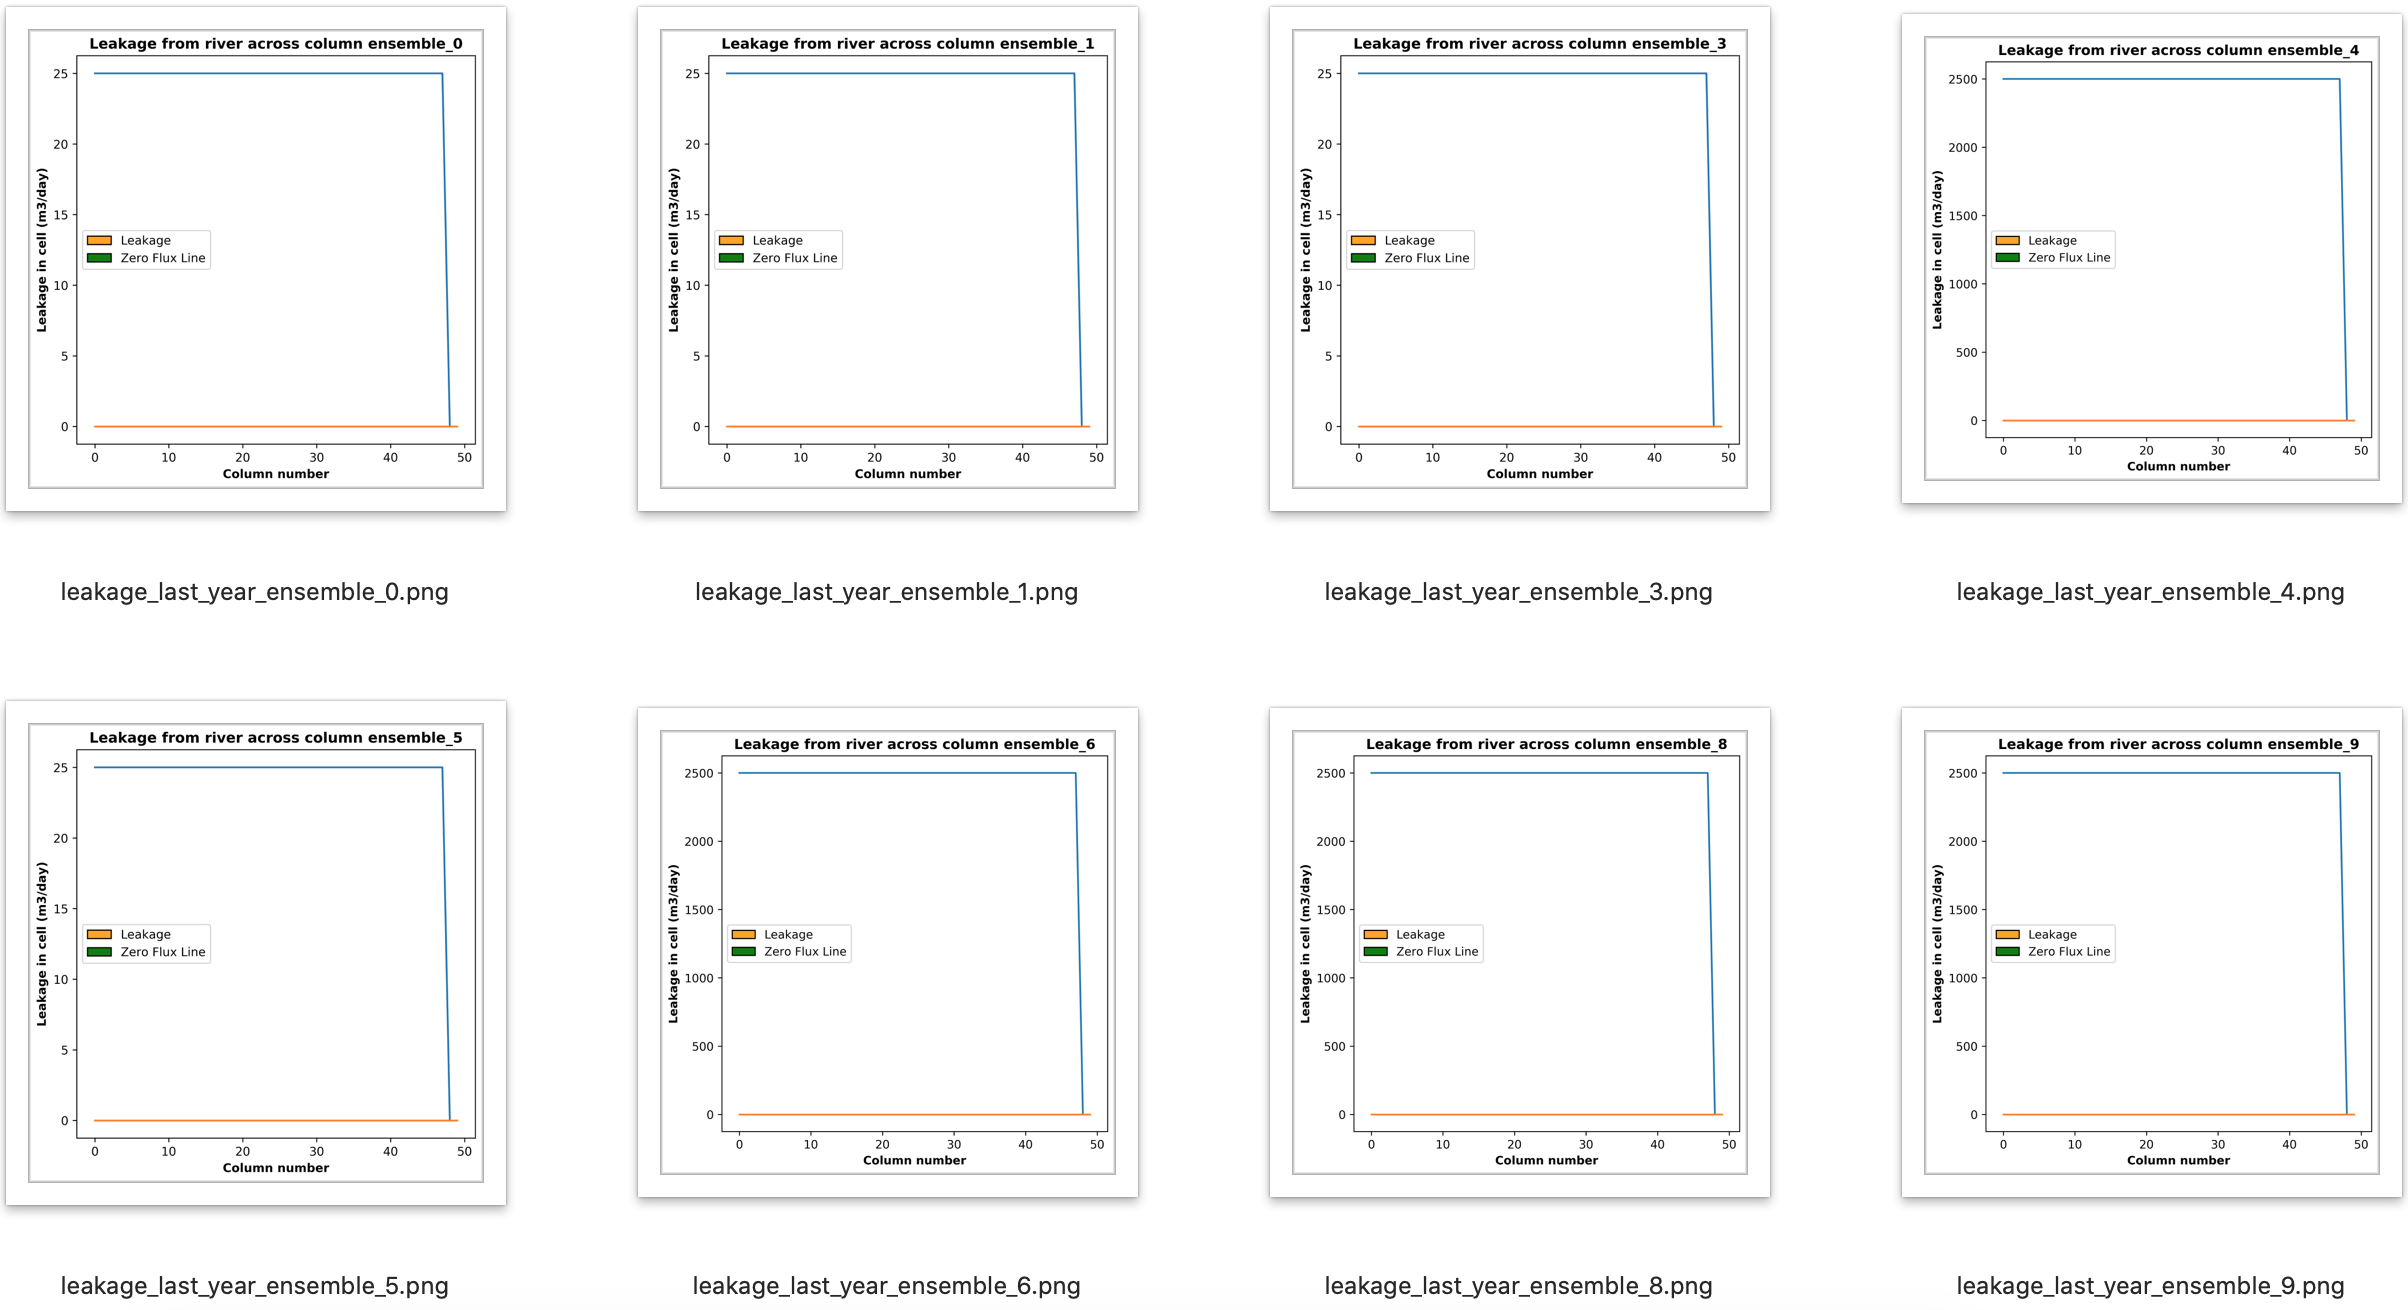 Leakage from river across column ensemble_0
25
20
15
10
5
0
Leakage in cell (m3/day)
Leakage
Zero Flux Line
0 10 20 30 40 50
Column number
leakage_last_year_ensemble_0.png
Leakage from river across column ensemble_1
25
20
15
10
5
0
Leakage in cell (m3/day)
Leakage
Zero Flux Line
0 10 20 30 40 50
Column number
leakage_last_year_ensemble_1.png
Leakage from river across column ensemble_3
25
20
15
10
5
0
Leakage in cell (m3/day)
Leakage
Zero Flux Line
0 10 20 30 40 50
Column number
leakage_last_year_ensemble_3.png
Leakage from river across column ensemble_4
2500
2000
1500
1000
500
0
Leakage in cell (m3/day)
Leakage
Zero Flux Line
0 10 20 30 40 50
Column number
leakage_last_year_ensemble_4.png
Leakage from river across column ensemble_5
25
20
15
10
5
0
Leakage in cell (m3/day)
Leakage
Zero Flux Line
0 10 20 30 40 50
Column number
leakage_last_year_ensemble_5.png
Leakage from river across column ensemble_6
2500
2000
1500
1000
500
0
Leakage in cell (m3/day)
Leakage
Zero Flux Line
0 10 20 30 40 50
Column number
leakage_last_year_ensemble_6.png
Leakage from river across column ensemble_8
2500
2000
1500
1000
500
0
Leakage in cell (m3/day)
Leakage
Zero Flux Line
0 10 20 30 40 50
Column number
leakage_last_year_ensemble_8.png
Leakage from river across column ensemble_9
2500
2000
1500
1000
500
0
Leakage in cell (m3/day)
Leakage
Zero Flux Line
0 10 20 30 40 50
Column number
leakage_last_year_ensemble_9.png